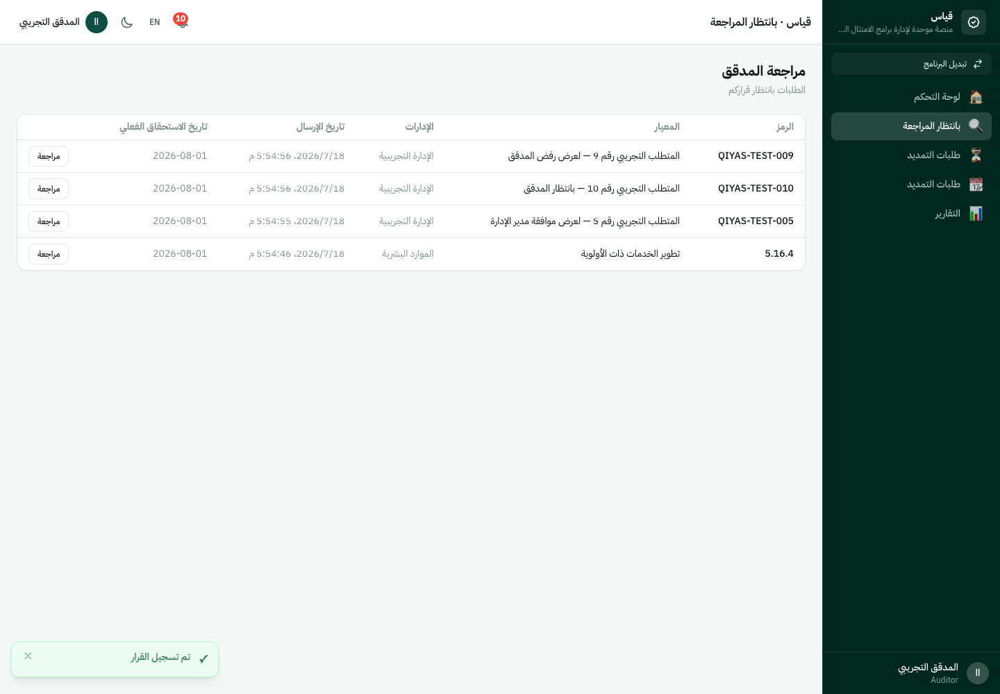 قياس
منصة موحدة لإدارة برامج الامتثال ال...
تبديل البرنامج
لوحة التحكم
بانتظار المراجعة
طلبات التمديد
طلبات التمديد
التقارير
المدقق التجريبي
Auditor
اا
قياس · بانتظار المراجعة
10
EN
اا
المدقق التجريبي
مراجعة المدقق
الطلبات بانتظار قراركم
الرمز المعيار الإدارات تاريخ الإرسال تاريخ الاستحقاق الفعلي
QIYAS-TEST-009 المتطلب التجريبي رقم 9 — لعرض رفض المدقق الإدارة التجريبية 2026/7/18، 5:54:56 م 2026-08-01 مراجعة
QIYAS-TEST-010 المتطلب التجريبي رقم 10 — بانتظار المدقق الإدارة التجريبية 2026/7/18، 5:54:56 م 2026-08-01 مراجعة
QIYAS-TEST-005 المتطلب التجريبي رقم 5 — لعرض موافقة مدير الإدارة الإدارة التجريبية 2026/7/18، 5:54:55 م 2026-08-01 مراجعة
5.16.4 تطوير الخدمات ذات الأولوية الموارد البشرية 2026/7/18، 5:54:46 م 2026-08-01 مراجعة
تم تسجيل القرار